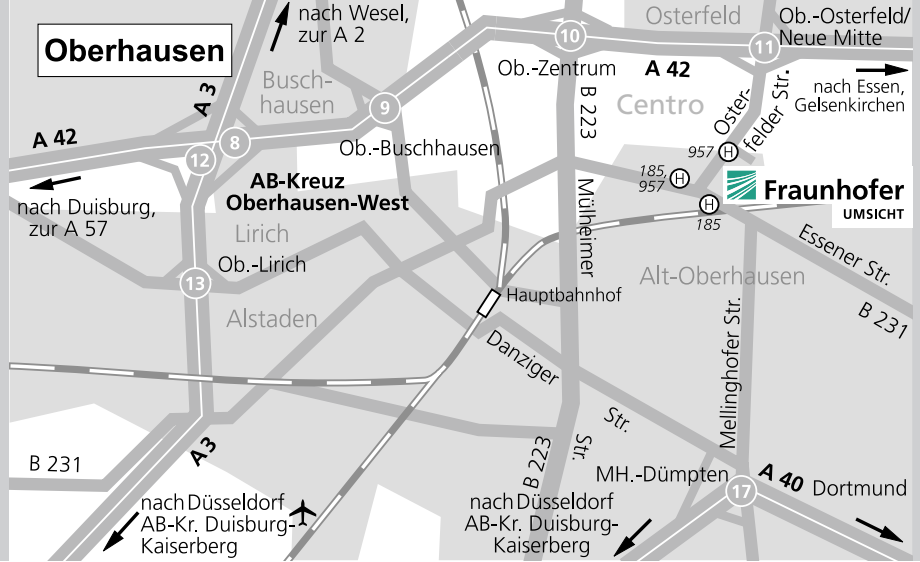 Oberhausen
nach Wesel,
zur A 2
A 3
Busch-
hausen
9
10
Ob.-Zentrum
Osterfeld
A 42
11
Ob.-Osterfeld/
Neue Mitte
nach Essen,
Gelsenkirchen
B 223
Centro
Oster-
felder Str.
A 42
12
8
Ob.-Buschhausen
957
H
185,
957
H
H
185
Fraunhofer
UMSICHT
nach Duisburg,
zur A 57
AB-Kreuz
Oberhausen-West
Lirich
Ob.-Lirich
13
Mülheimer
Str.
Essener Str.
B 231
Alt-Oberhausen
Hauptbahnhof
Alstaden
Danziger
Str.
Mellinghofer Str.
B 231
A 3
B 223
MH.-Dümpten
17
A 40
Dortmund
nach Düsseldorf
AB-Kr. Duisburg-
Kaiserberg
nach Düsseldorf
AB-Kr. Duisburg-
Kaiserberg